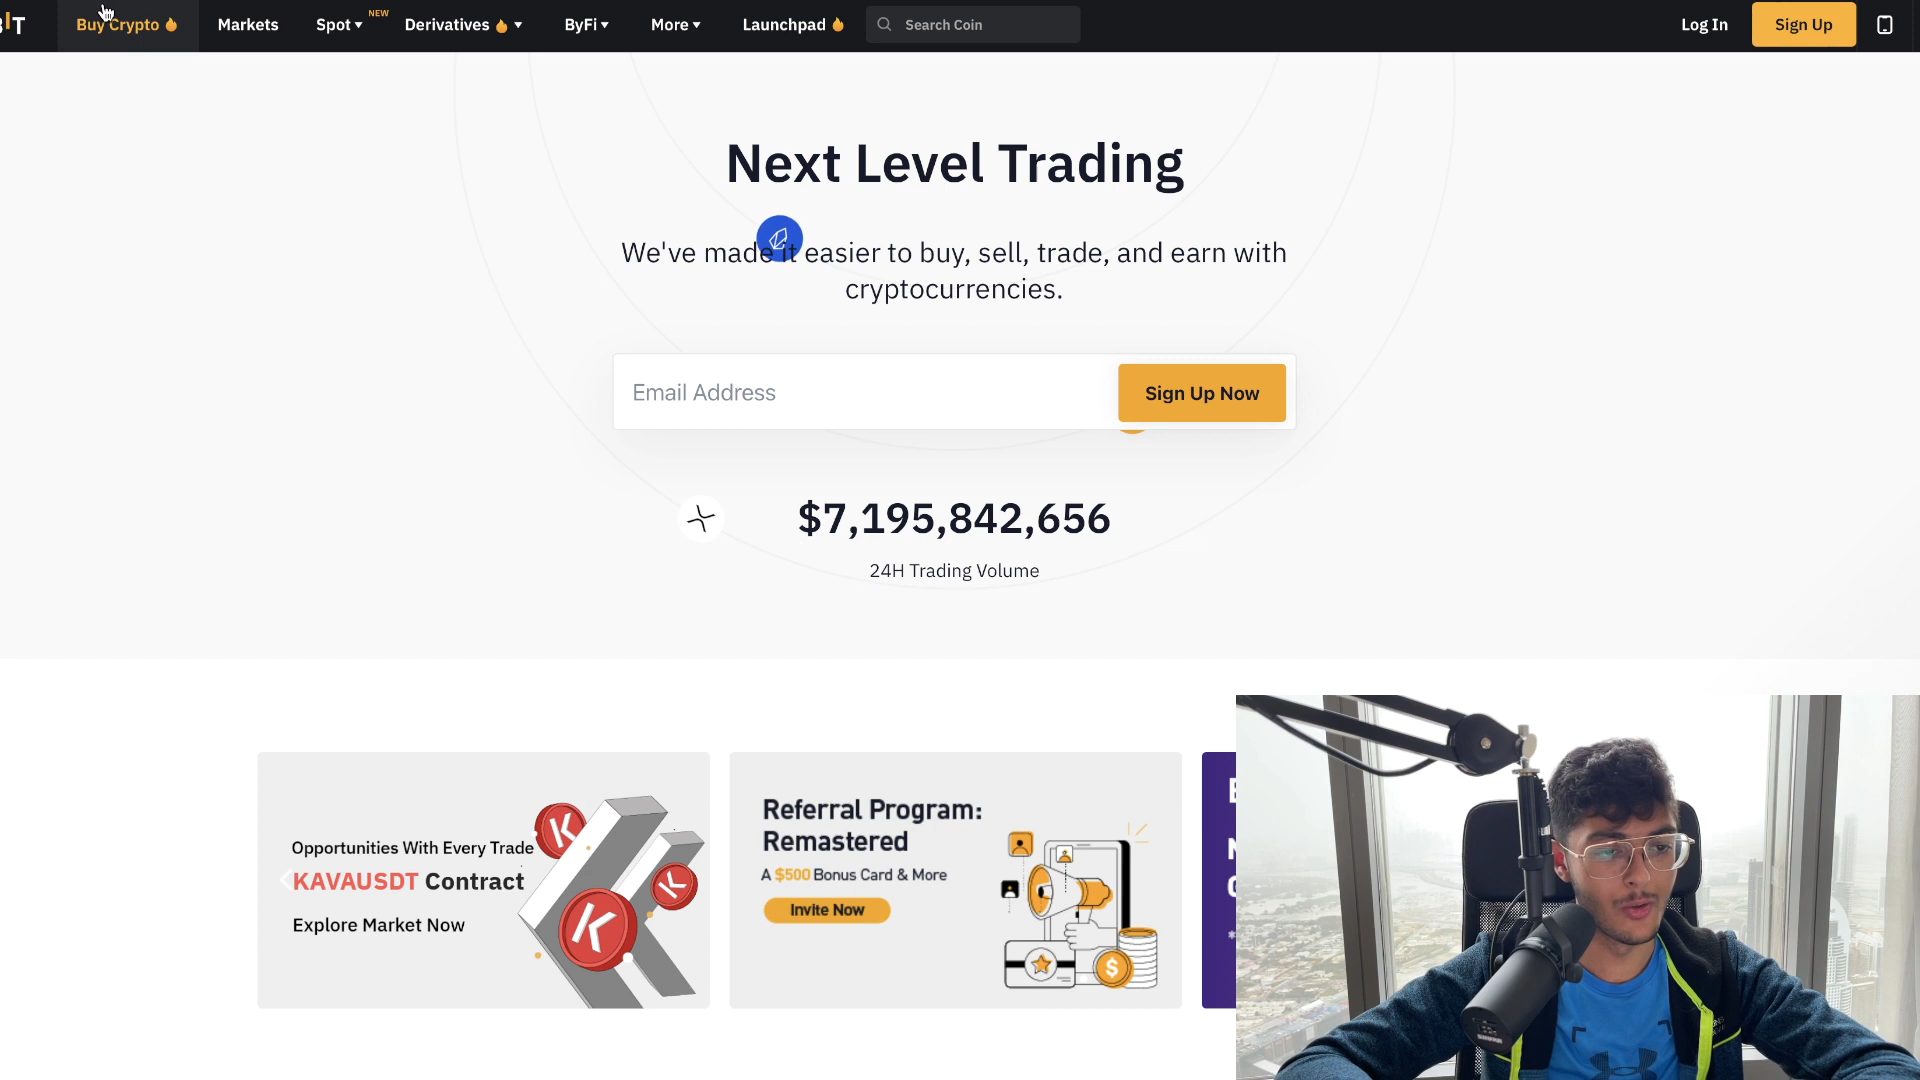 IT
Buy Crypto
Markets
Spot
NEW
Derivatives
ByFi
More
Launchpad
Search Coin
Log In
Sign Up
Next Level Trading
We've made it easier to buy, sell, trade, and earn with
cryptocurrencies.
Email Address
Sign Up Now
$7,195,842,656
24H Trading Volume
Opportunities With Every Trade
KAVAUSDT Contract
Explore Market Now
Referral Program:
Remastered
A $500 Bonus Card & More
Invite Now